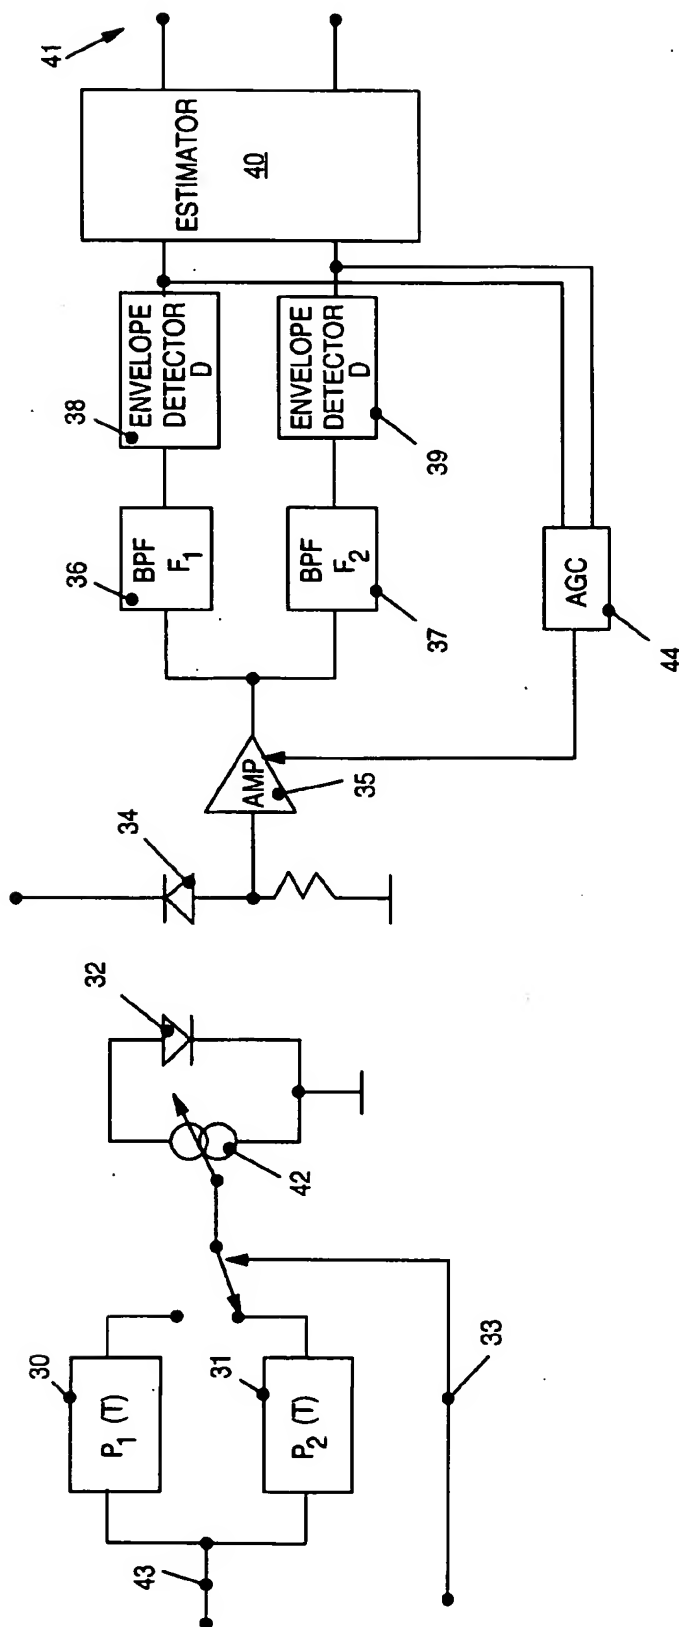 30
P₁ (T)
43
31
P₂ (T)
33
32
42
34
AMP
35
36
BPF
F₁
BPF
F₂
37
38
ENVELOPE
DETECTOR
D
ENVELOPE
DETECTOR
D
39
AGC
44
ESTIMATOR
40
41